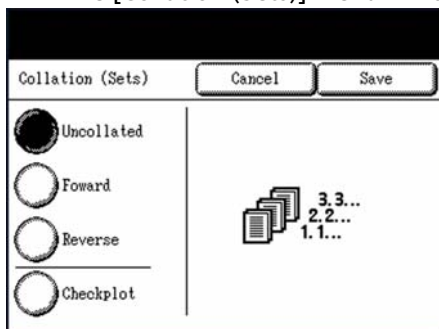 Collation (Sets)
Cancel
Save
Uncollated
Foward
Reverse
Checkplot
3. 3...
2. 2...
1. 1...